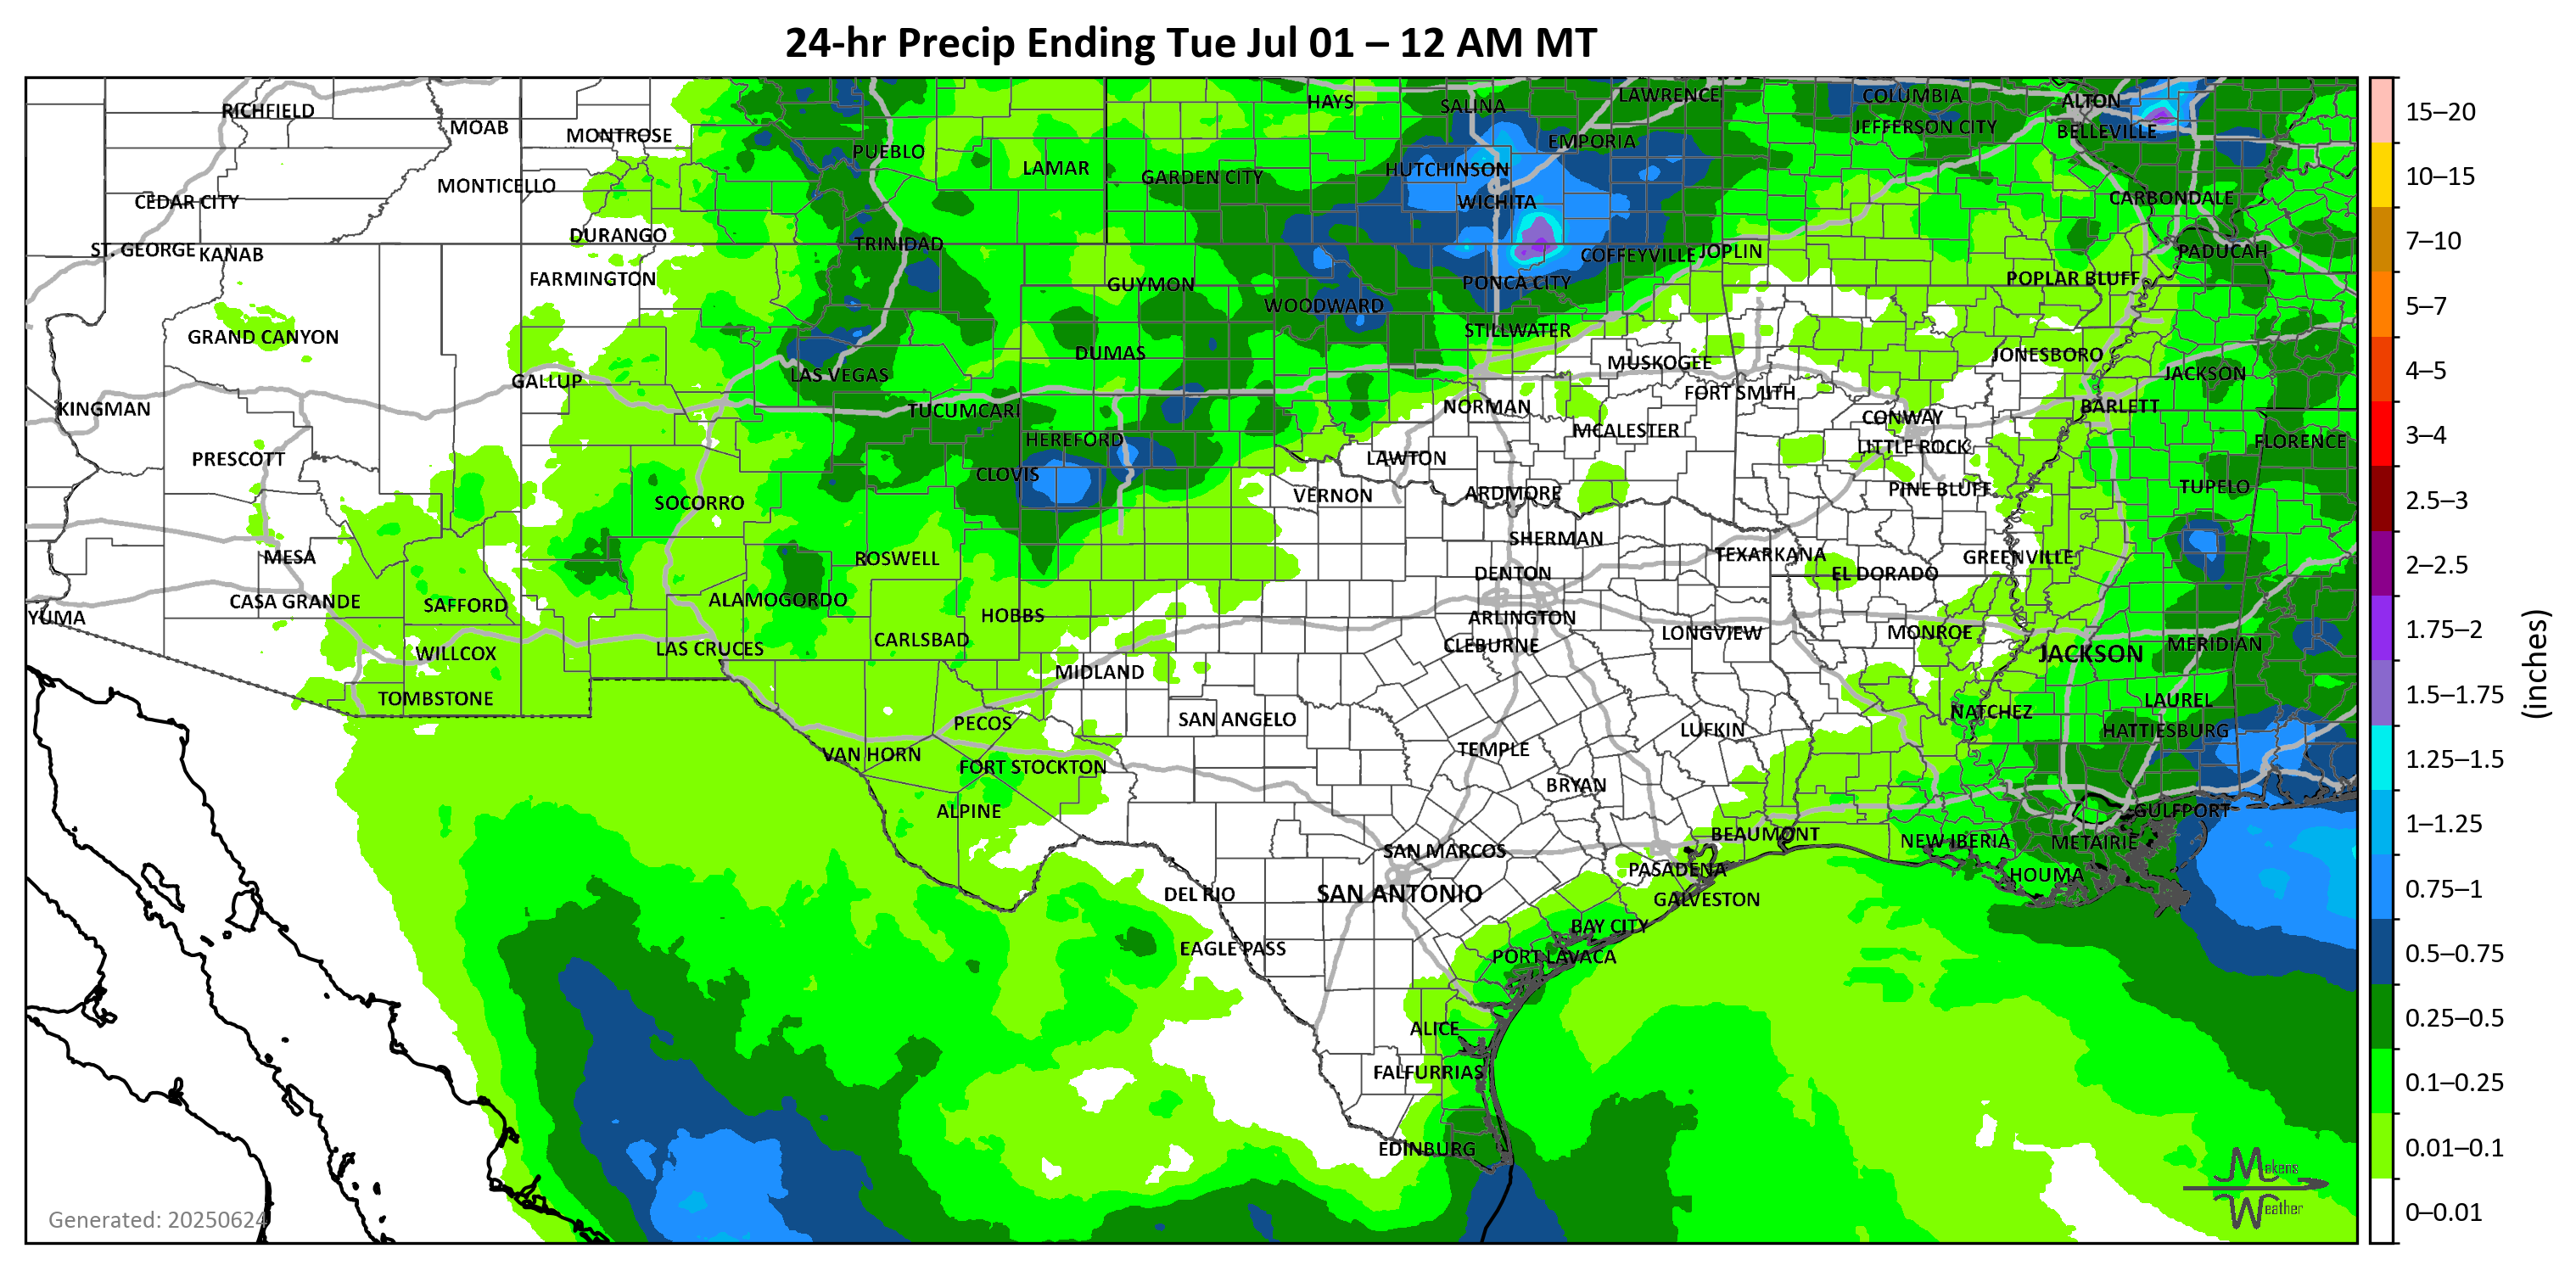 24-hr Precip Ending Tue Jul 01 – 12 AM MT
RICHFIELD
MOAB
MONTROSE
PUEBLO
LAMAR
HAYS
SALINA
LAWRENCE
COLUMBIA
ALTON
EMPORIA
JEFFERSON CITY
BELLEVILLE
MONTICELLO
GARDEN CITY
HUTCHINSON
CEDAR CITY
WICHITA
CARBONDALE
DURANGO
TRINIDAD
ST. GEORGE
KANAB
COFFEYVILLE
JOPLIN
PADUCAH
FARMINGTON
GUYMON
PONCA CITY
POPLAR BLUFF
WOODWARD
GRAND CANYON
STILLWATER
DUMAS
MUSKOGEE
JONESBORO
GALLUP
LAS VEGAS
FORT SMITH
JACKSON
KINGMAN
TUCUMCARI
NORMAN
CONWAY
BARLETT
HEREFORD
MCALESTER
LITTLE ROCK
FLORENCE
PRESCOTT
CLOVIS
LAWTON
SOCORRO
VERNON
ARDMORE
PINE BLUFF
TUPELO
MESA
ROSWELL
SHERMAN
TEXARKANA
GREENVILLE
DENTON
EL DORADO
CASA GRANDE
SAFFORD
ALAMOGORDO
HOBBS
YUMA
ARLINGTON
WILLCOX
LAS CRUCES
CARLSBAD
CLEBURNE
LONGVIEW
MONROE
JACKSON
MERIDIAN
TOMBSTONE
MIDLAND
LAUREL
PECOS
SAN ANGELO
NATCHEZ
VAN HORN
TEMPLE
LUFKIN
HATTIESBURG
FORT STOCKTON
BRYAN
ALPINE
GULFPORT
SAN MARCOS
BEAUMONT
NEW IBERIA
METAIRIE
PASADENA
HOUMA
DEL RIO
SAN ANTONIO
GALVESTON
EAGLE PASS
BAY CITY
PORT LAVACA
ALICE
FALFURRIAS
EDINBURG
Generated: 20250624
Makens
Weather
15–20
10–15
7–10
5–7
4–5
3–4
2.5–3
2–2.5
1.75–2
1.5–1.75
1.25–1.5
1–1.25
0.75–1
0.5–0.75
0.25–0.5
0.1–0.25
0.01–0.1
0–0.01
(inches)